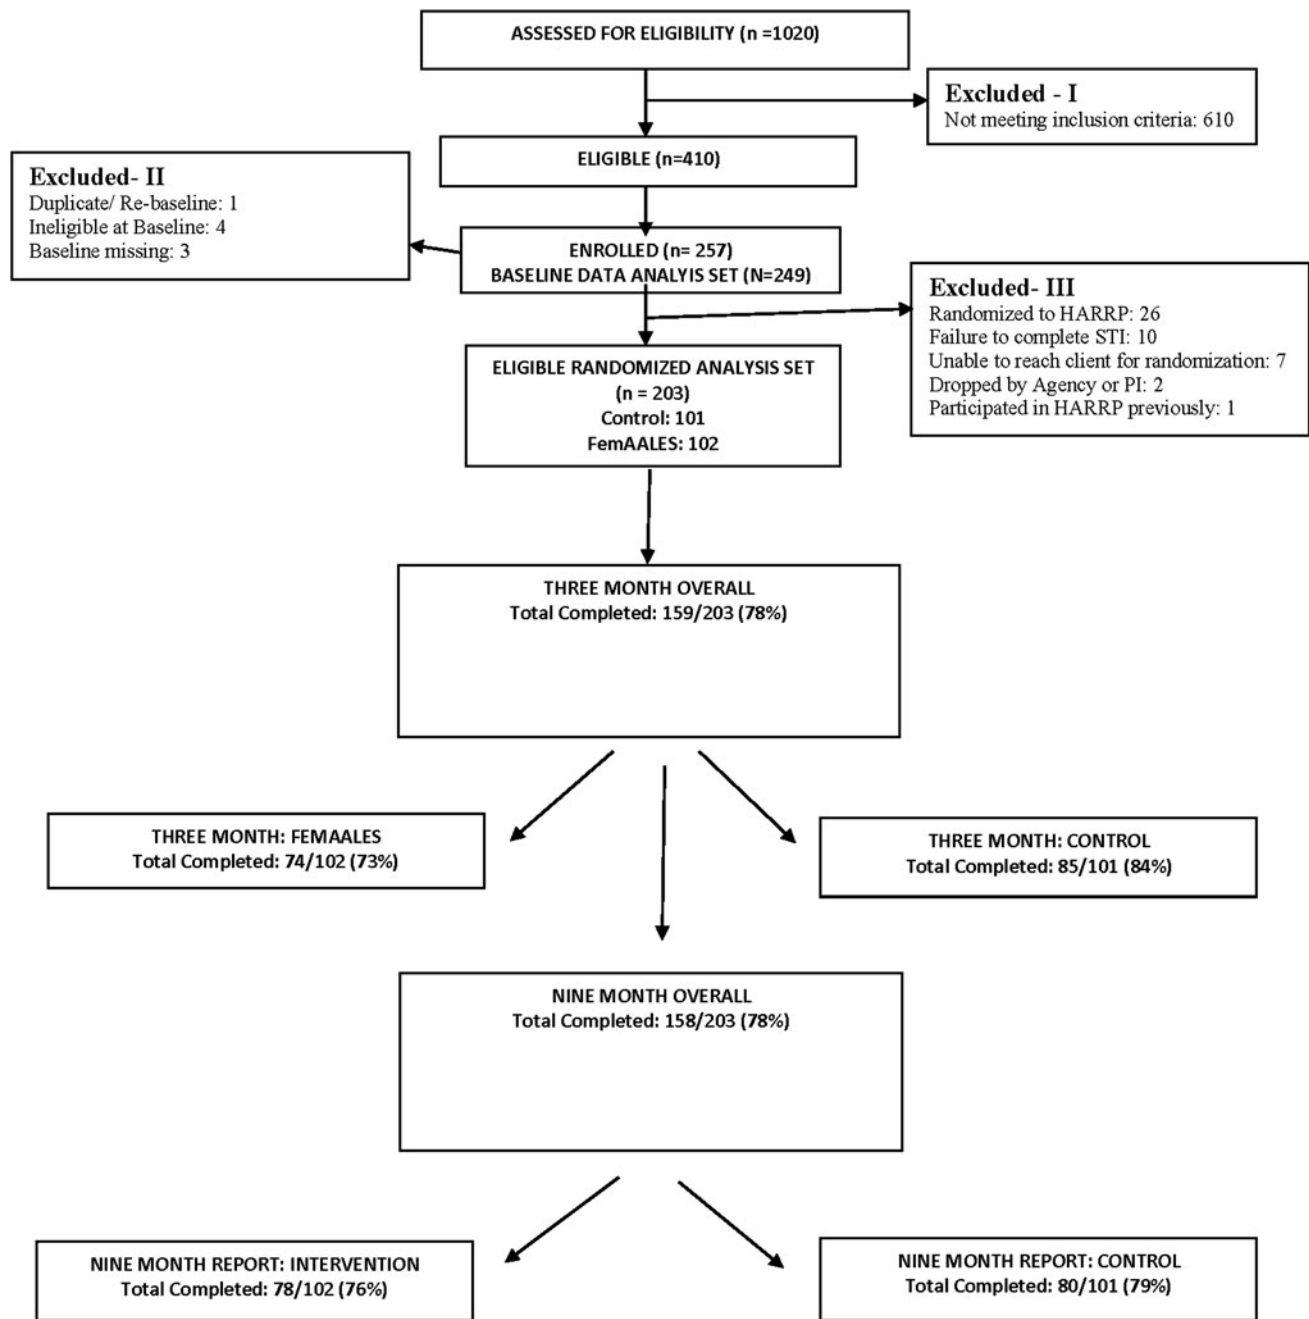 ASSESSED FOR ELIGIBILITY (n =1020)
Excluded - I
Not meeting inclusion criteria: 610
ELIGIBLE (n=410)
Excluded- II
Duplicate/ Re-baseline: 1
Ineligible at Baseline: 4
Baseline missing: 3
ENROLLED (n= 257)
BASELINE DATA ANALYIS SET (N=249)
Excluded- III
Randomized to HARRP: 26
Failure to complete STI: 10
Unable to reach client for randomization: 7
Dropped by Agency or PI: 2
Participated in HARRP previously: 1
ELIGIBLE RANDOMIZED ANALYSIS SET
(n = 203)
Control: 101
FemAALES: 102
THREE MONTH OVERALL
Total Completed: 159/203 (78%)
THREE MONTH: FEMAALES
Total Completed: 74/102 (73%)
THREE MONTH: CONTROL
Total Completed: 85/101 (84%)
NINE MONTH OVERALL
Total Completed: 158/203 (78%)
NINE MONTH REPORT: INTERVENTION
Total Completed: 78/102 (76%)
NINE MONTH REPORT: CONTROL
Total Completed: 80/101 (79%)